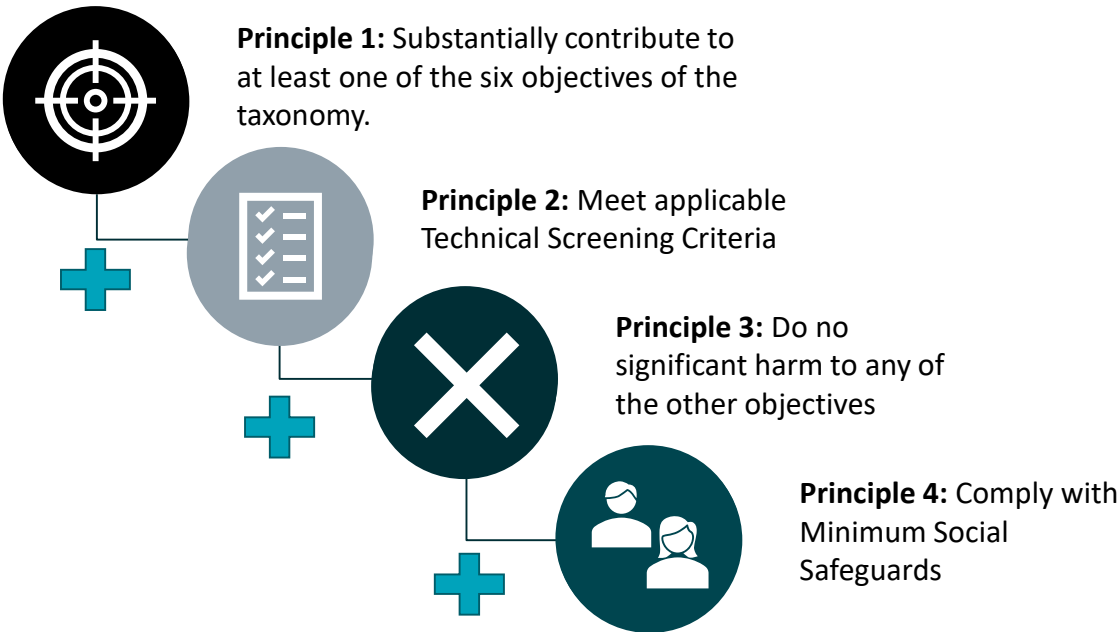 Principle 1: Substantially contribute to
at least one of the six objectives of the
taxonomy.
Principle 2: Meet applicable
Technical Screening Criteria
Principle 3: Do no
significant harm to any of
the other objectives
Principle 4: Comply with
Minimum Social
Safeguards